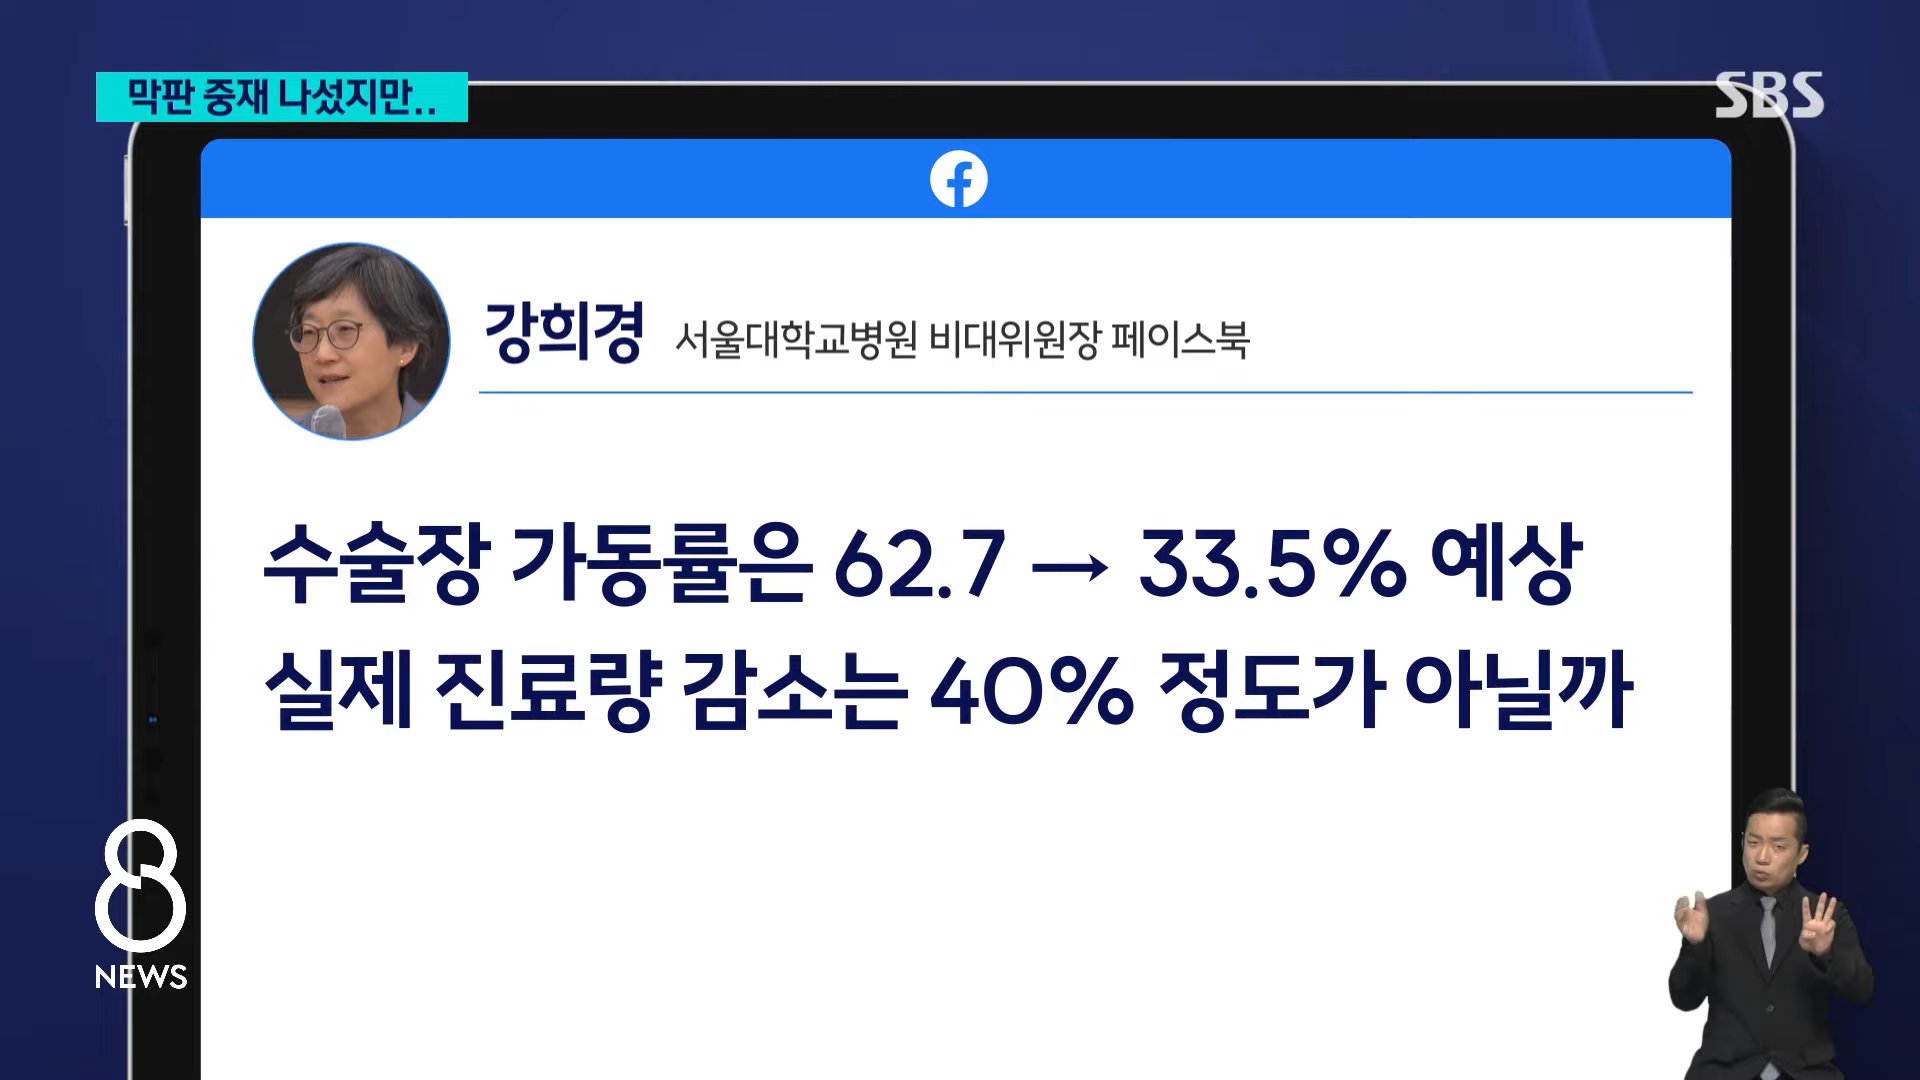 막판 중재 나섰지만..
SBS
강희경 서울대학교병원 비대위원장 페이스북
수술장 가동률은 62.7 → 33.5% 예상
실제 진료량 감소는 40% 정도가 아닐까
8
NEWS